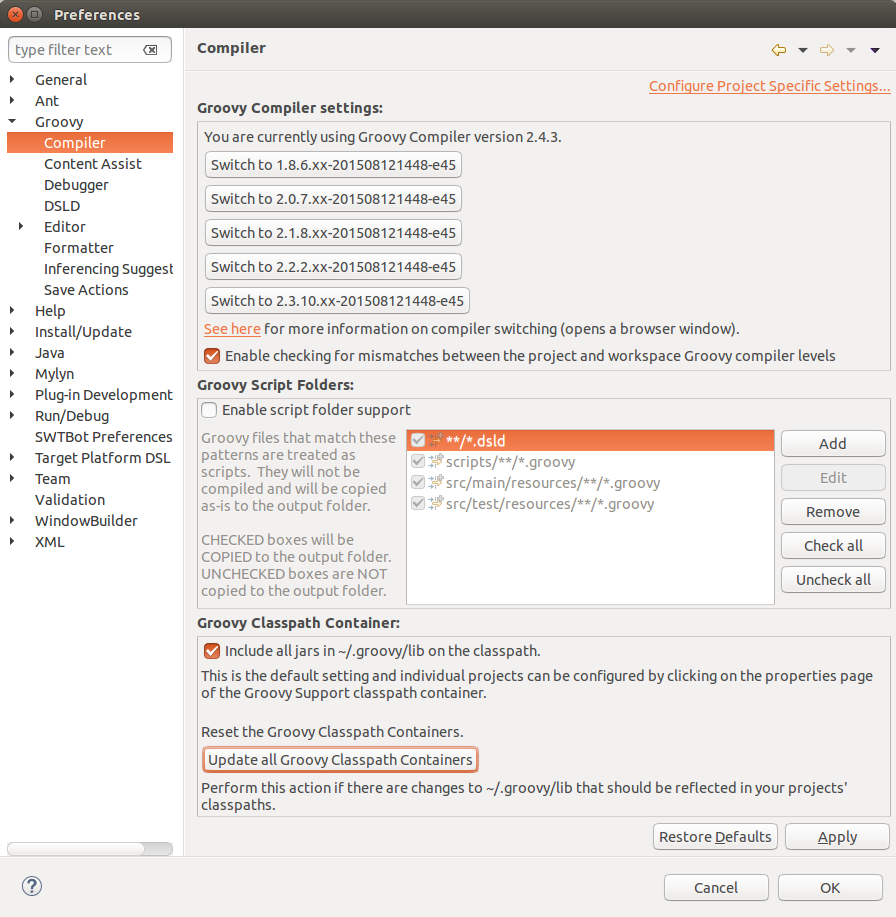 Preferences
type filter text
General
Ant
Groovy
Compiler
Content Assist
Debugger
DSLD
Editor
Formatter
Inferencing Suggest
Save Actions
Help
Install/Update
Java
Mylyn
Plug-in Development
Run/Debug
SWTBot Preferences
Target Platform DSL
Team
Validation
WindowBuilder
XML
Compiler
Configure Project Specific Settings...
Groovy Compiler settings:
You are currently using Groovy Compiler version 2.4.3.
Switch to 1.8.6.xx-201508121448-e45
Switch to 2.0.7.xx-201508121448-e45
Switch to 2.1.8.xx-201508121448-e45
Switch to 2.2.2.xx-201508121448-e45
Switch to 2.3.10.xx-201508121448-e45
See here for more information on compiler switching (opens a browser window).
Enable checking for mismatches between the project and workspace Groovy compiler levels
Groovy Script Folders:
Enable script folder support
Groovy files that match these
patterns are treated as
scripts. They will not be
compiled and will be copied
as-is to the output folder.
CHECKED boxes will be
COPIED to the output folder.
UNCHECKED boxes are NOT
copied to the output folder.
**/*.dsld
scripts/**/*.groovy
src/main/resources/**/*.groovy
src/test/resources/**/*.groovy
Add
Edit
Remove
Check all
Uncheck all
Groovy Classpath Container:
Include all jars in ~/.groovy/lib on the classpath.
This is the default setting and individual projects can be configured by clicking on the properties page
of the Groovy Support classpath container.
Reset the Groovy Classpath Containers.
Update all Groovy Classpath Containers
Perform this action if there are changes to ~/.groovy/lib that should be reflected in your projects'
classpaths.
Restore Defaults
Apply
?
Cancel
OK